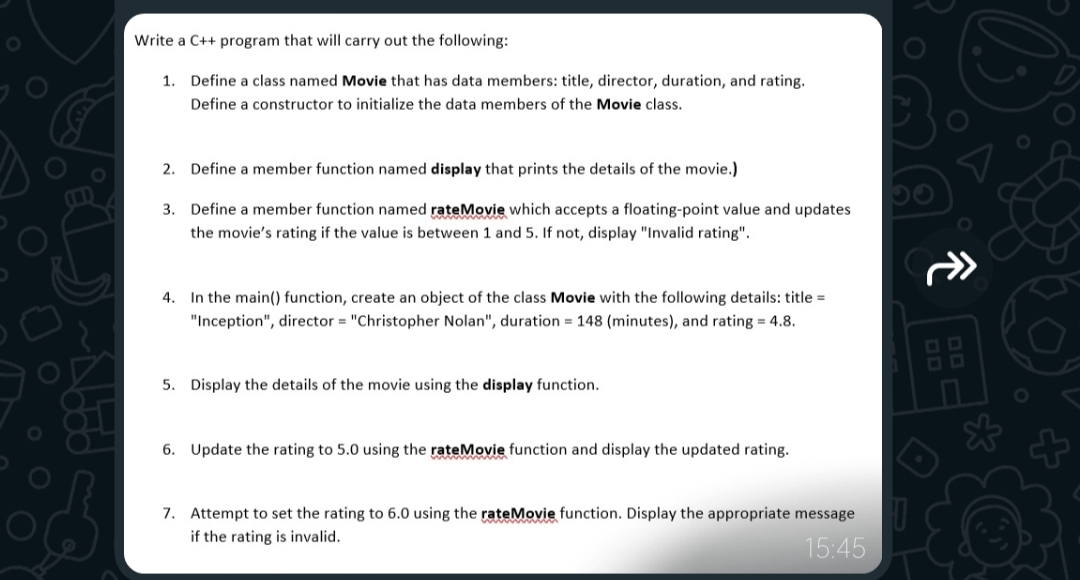 Write a C++ program that will carry out the following:
1. Define a class named Movie that has data members: title, director, duration, and rating.
Define a constructor to initialize the data members of the Movie class.
2. Define a member function named display that prints the details of the movie.)
3. Define a member function named rateMovie which accepts a floating-point value and updates
the movie's rating if the value is between 1 and 5. If not, display "Invalid rating".
4. In the main() function, create an object of the class Movie with the following details: title =
"Inception", director = "Christopher Nolan", duration = 148 (minutes), and rating = 4.8.
5. Display the details of the movie using the display function.
6. Update the rating to 5.0 using the rateMovie function and display the updated rating.
7. Attempt to set the rating to 6.0 using the rateMovie function. Display the appropriate message
if the rating is invalid.
15:45